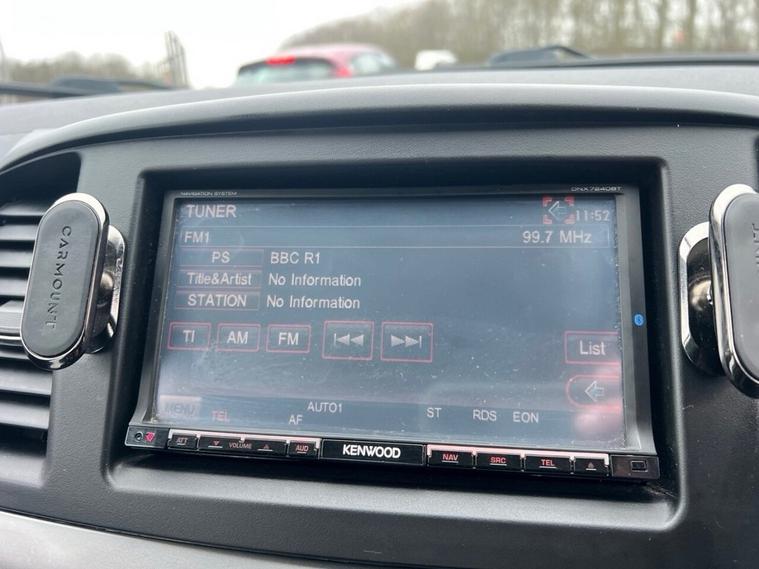 NAVIGATION SYSTEM DNX7240BT
TUNER 11:52
FM1 99.7 MHz
PS BBC R1
Title&Artist No Information
STATION No Information
TI AM FM List
MENU TEL AF AUTO1 ST RDS EON
ATT VOLUME AUD KENWOOD NAV SRC TEL
CARMOUNT